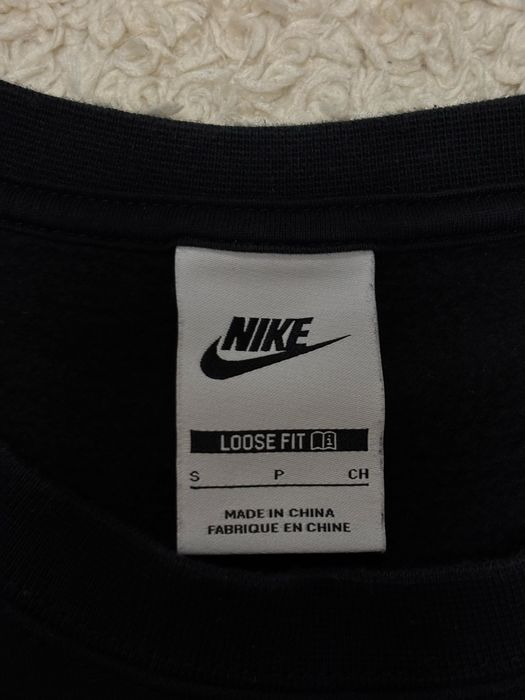 NIKE
LOOSE FIT
S P CH
MADE IN CHINA
FABRIQUE EN CHINE